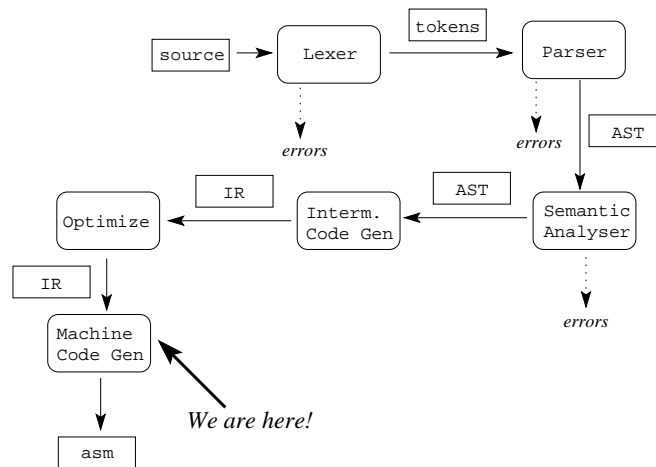 source
Lexer
tokens
Parser
errors
errors
AST
Optimize
IR
Interm.
Code Gen
AST
Semantic
Analyser
IR
errors
Machine
Code Gen
We are here!
asm